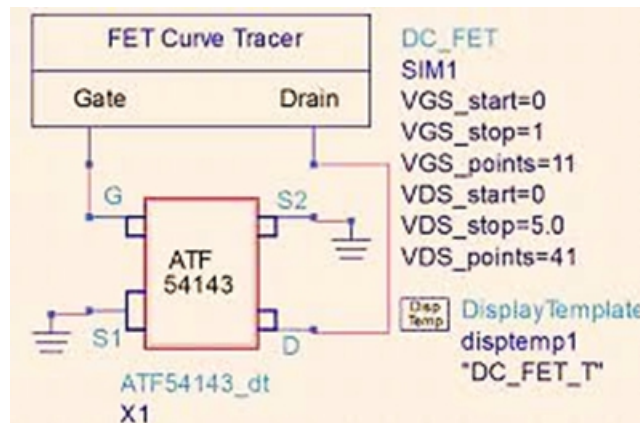 FET Curve Tracer
Gate
Drain
DC_FET
SIM1
VGS_start=0
VGS_stop=1
VGS_points=11
VDS_start=0
VDS_stop=5.0
VDS_points=41
G
S2
ATF
54143
S1
D
ATF54143_dt
X1
Disp
Temp
DisplayTemplate
disptemp1
"DC_FET_T"